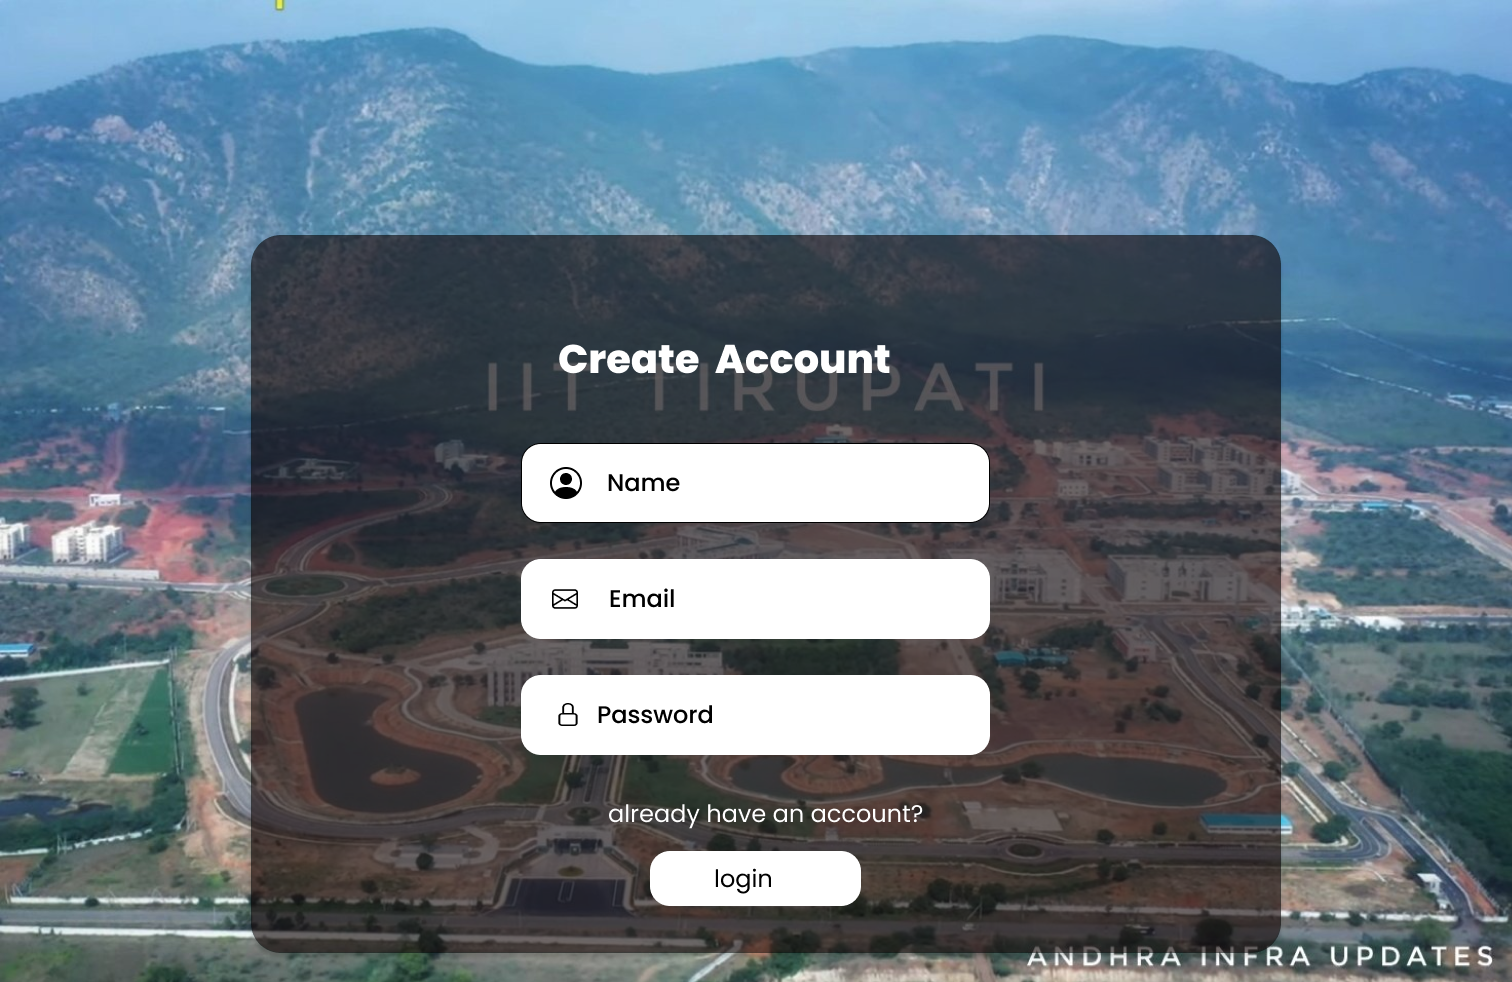 Create Account
IIT TIRUPATI
Name
Email
Password
already have an account?
login
ANDHRA INFRA UPDATES